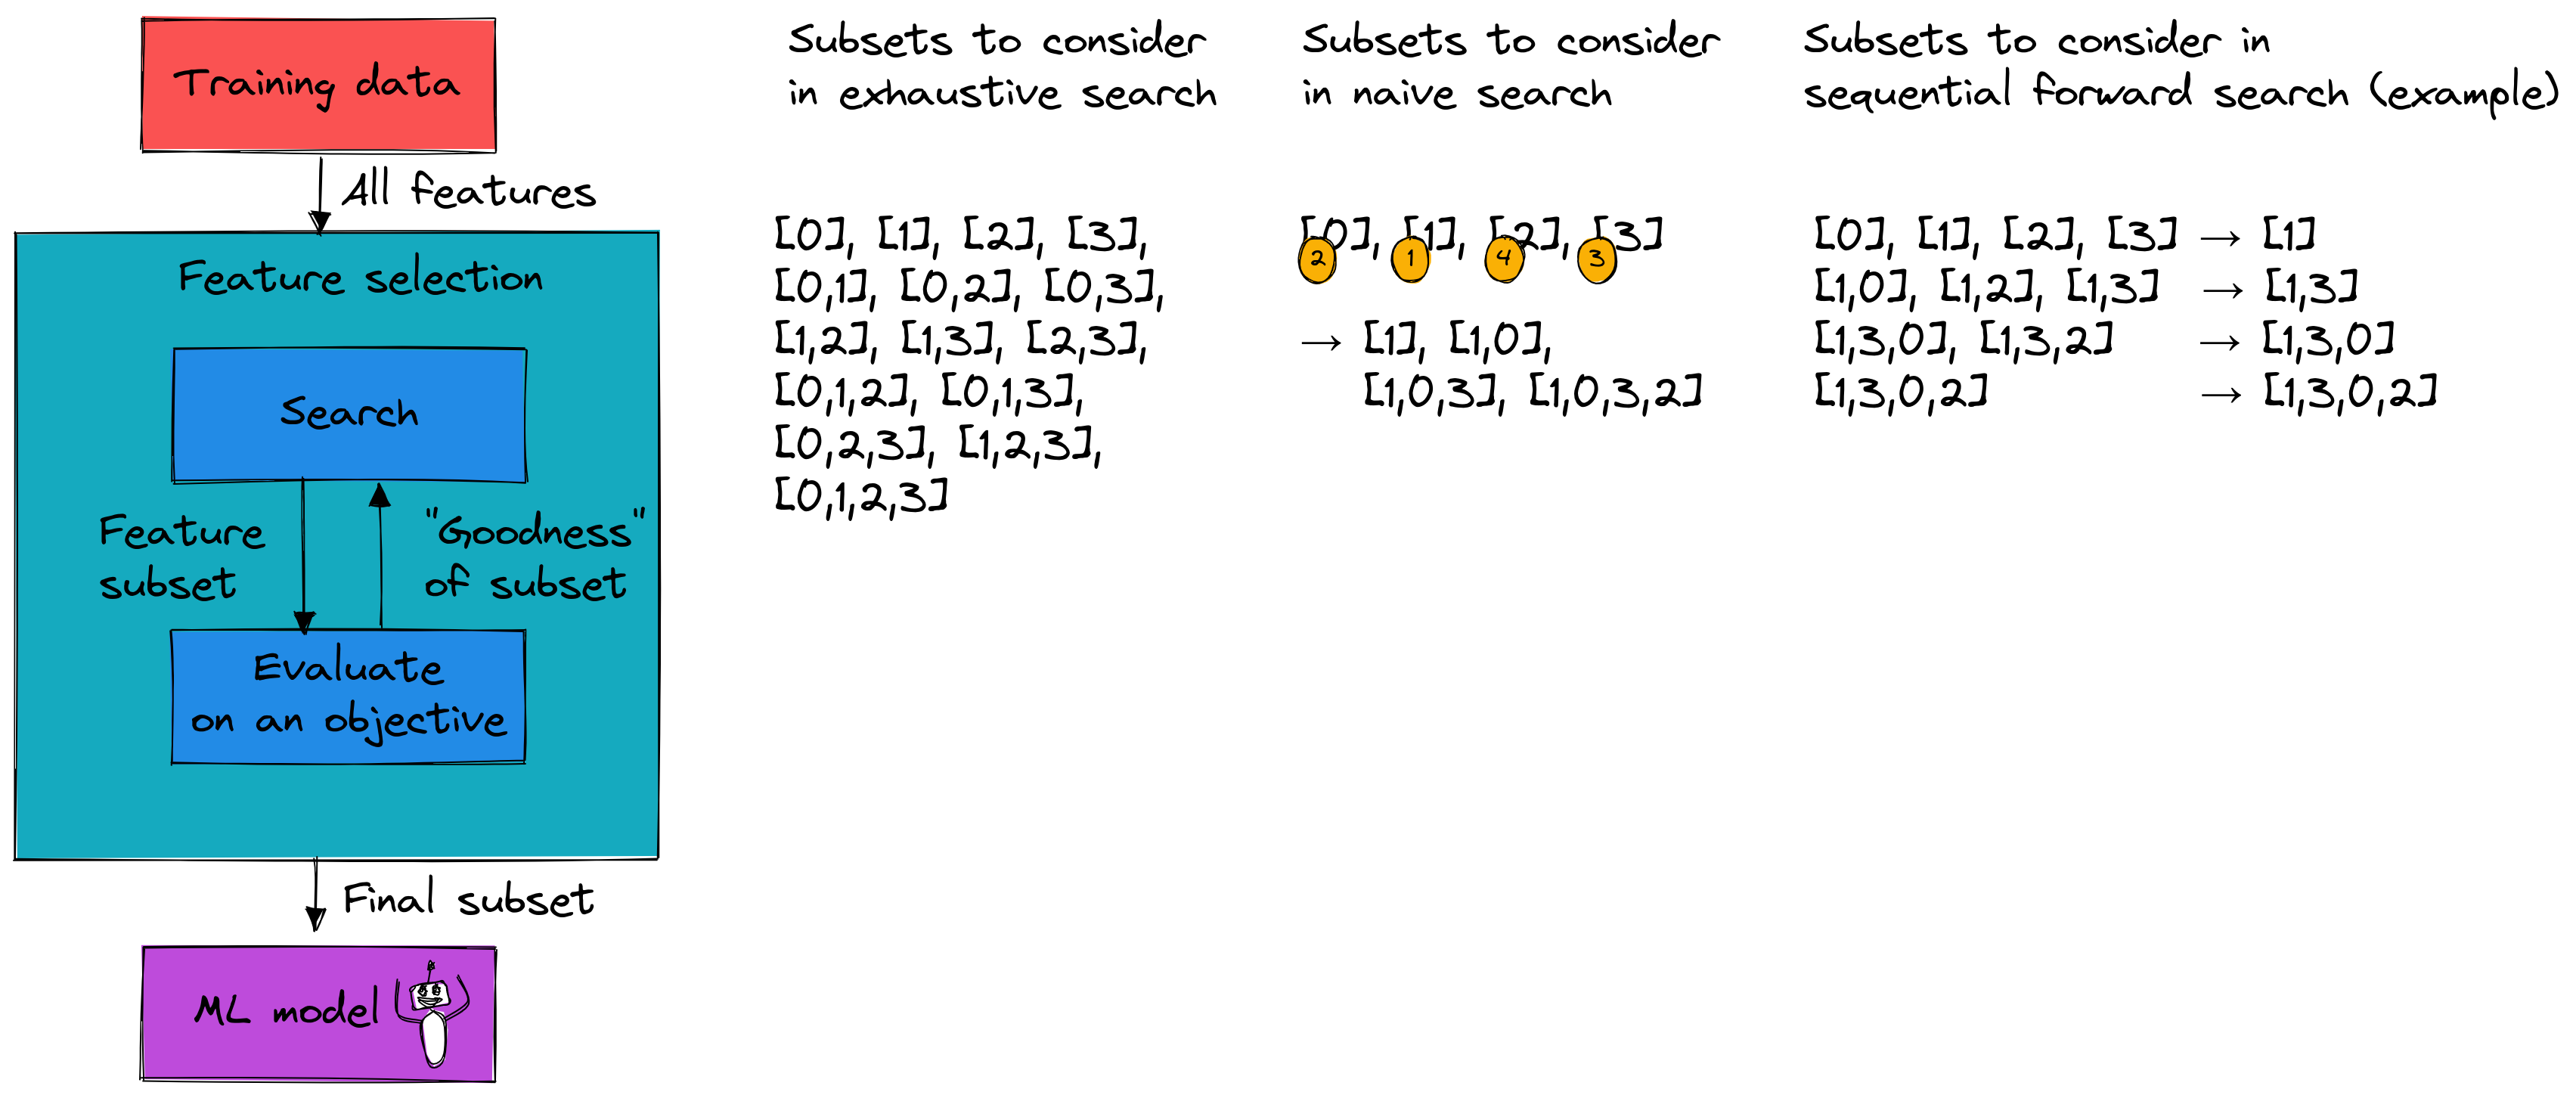 Training data
All features
Feature selection
Search
Feature
subset
"Goodness"
of subset
Evaluate
on an objective
Final subset
ML model
Subsets to consider
in exhaustive search
[0], [1], [2], [3],
[0,1], [0,2], [0,3],
[1,2], [1,3], [2,3],
[0,1,2], [0,1,3],
[0,2,3], [1,2,3],
[0,1,2,3]
Subsets to consider
in naive search
[0], [1], [2], [3]
2 1 4 3
→ [1], [1,0],
[1,0,3], [1,0,3,2]
Subsets to consider in
sequential forward search (example)
[0], [1], [2], [3] → [1]
[1,0], [1,2], [1,3] → [1,3]
[1,3,0], [1,3,2] → [1,3,0]
[1,3,0,2] → [1,3,0,2]